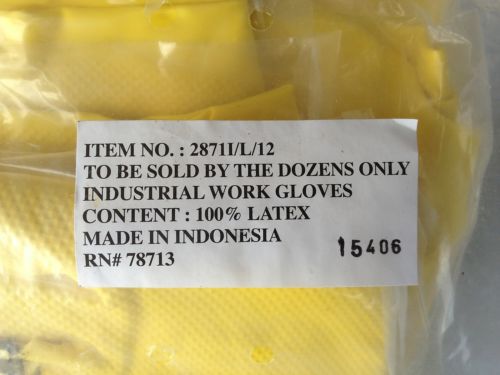 ITEM NO. : 2871I/L/12
TO BE SOLD BY THE DOZENS ONLY
INDUSTRIAL WORK GLOVES
CONTENT : 100% LATEX
MADE IN INDONESIA
RN# 78713
15406